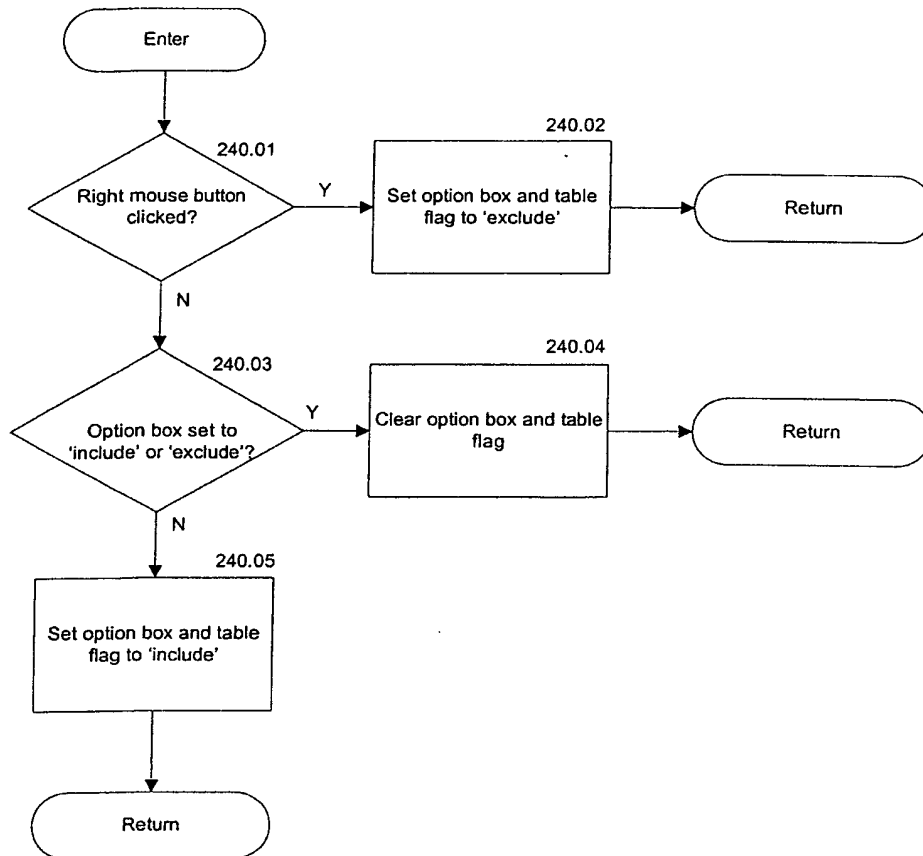 Enter
240.01
Right mouse button
clicked?
Y
240.02
Set option box and table
flag to 'exclude'
Return
N
240.03
Option box set to
'include' or 'exclude'?
Y
240.04
Clear option box and table
flag
Return
N
240.05
Set option box and table
flag to 'include'
Return